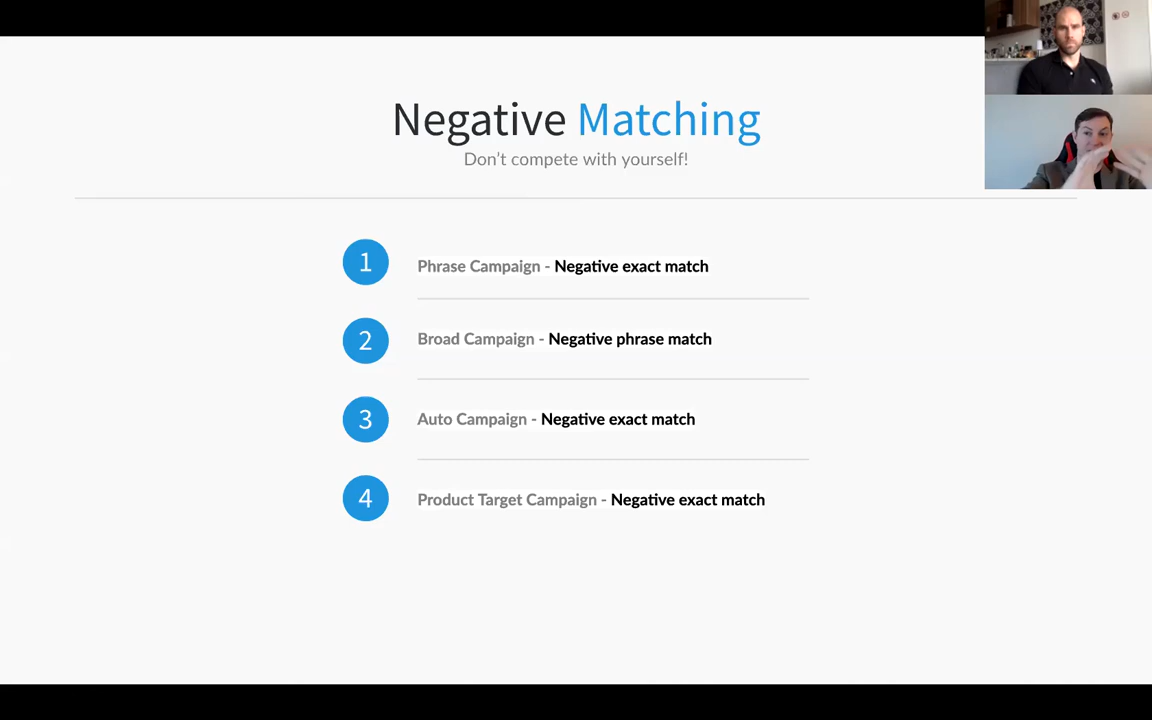 Negative Matching
Don't compete with yourself!
1
Phrase Campaign - Negative exact match
2
Broad Campaign - Negative phrase match
3
Auto Campaign - Negative exact match
4
Product Target Campaign - Negative exact match